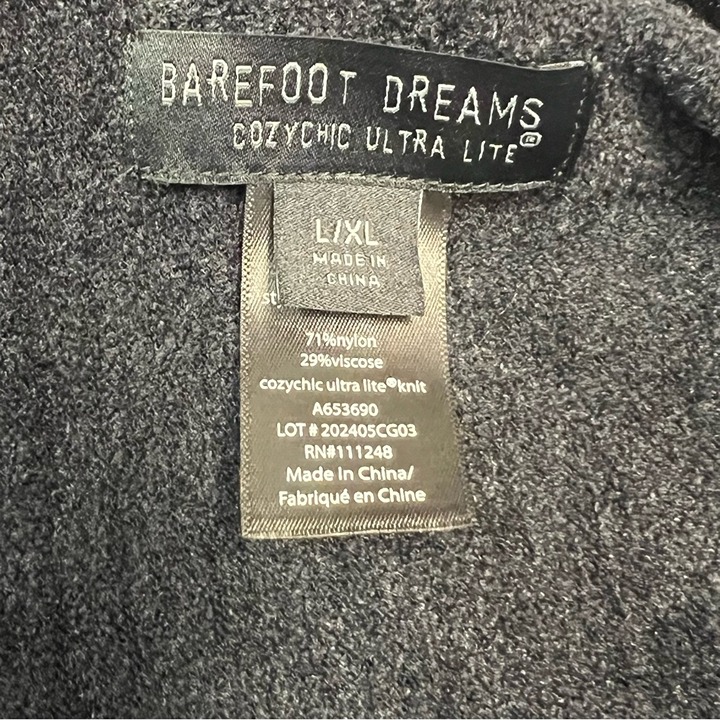 BAREFOOT DREAMS
COZYCHIC ULTRA LITE®
L/XL
MADE IN
CHINA
st
71%nylon
29%viscose
cozychic ultra lite®knit
A653690
LOT # 202405CG03
RN#111248
Made In China/
Fabriqué en Chine